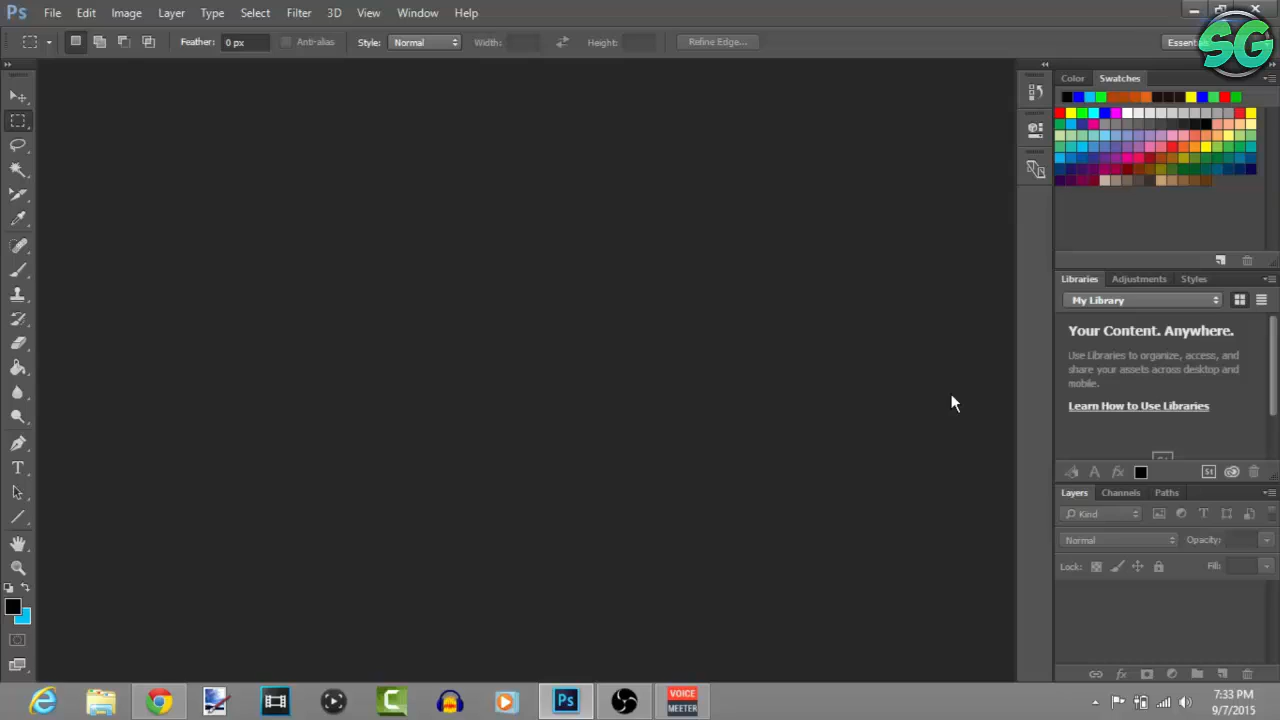 Ps File Edit Image Layer Type Select Filter 3D View Window Help
Feather: 0 px Anti-alias Style: Normal Width: Height: Refine Edge...
SG
Color Swatches
Libraries Adjustments Styles
My Library
Your Content. Anywhere.
Use Libraries to organize, access, and
share your assets across desktop and
mobile.
Learn How to Use Libraries
St
Layers Channels Paths
Kind
Normal Opacity:
Lock: Fill:
Ps
VOICE
MEETER
7:33 PM
9/7/2015